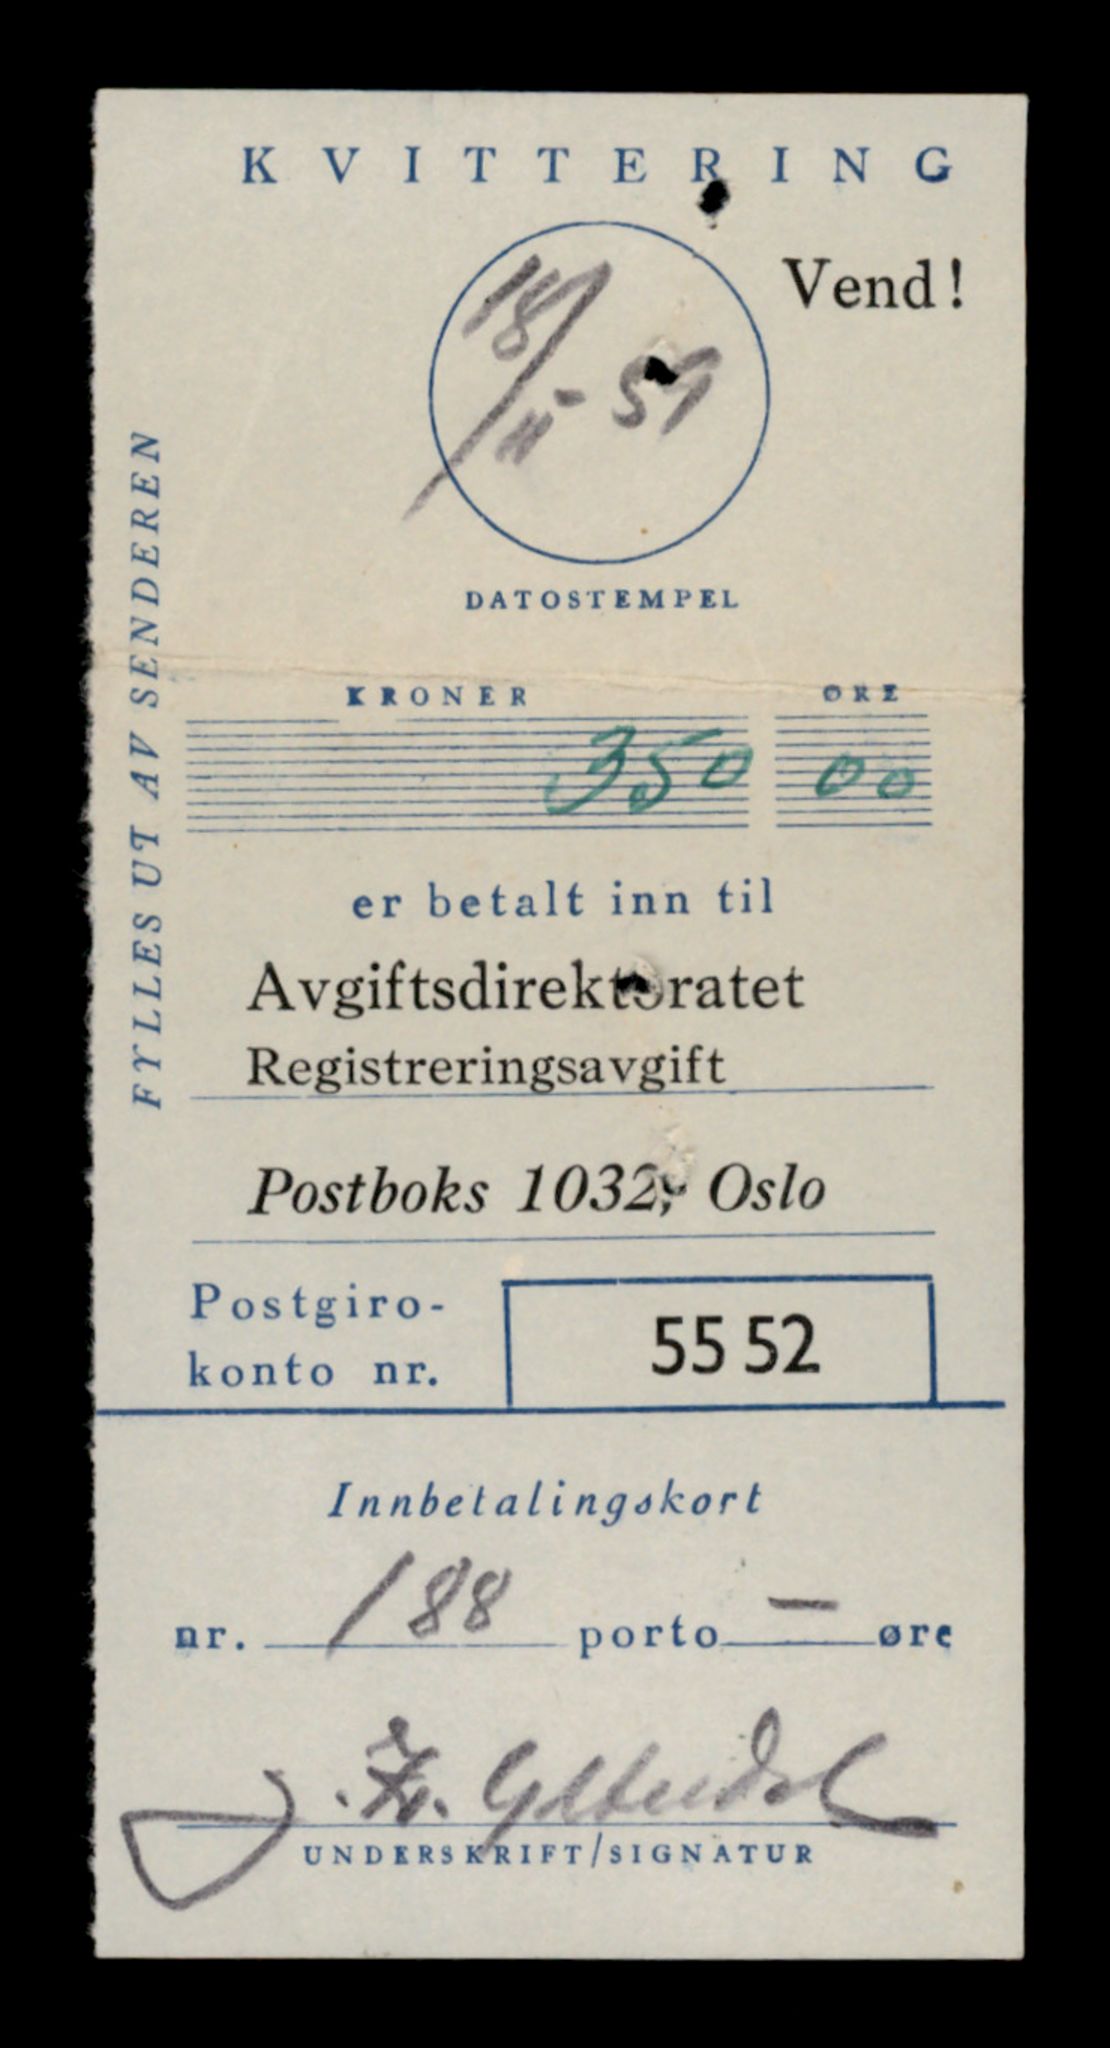 KVITTERING
Vend!
18/11-59
DATOSTEMPEL
FYLLES UT AV SENDEREN
KRONER ØRE
350 00
er betalt inn til
Avgiftsdirektoratet
Registreringsavgift
Postboks 1032, Oslo
Postgiro-
konto nr.
55 52
Innbetalingskort
nr. 188 porto — øre
UNDERSKRIFT/SIGNATUR